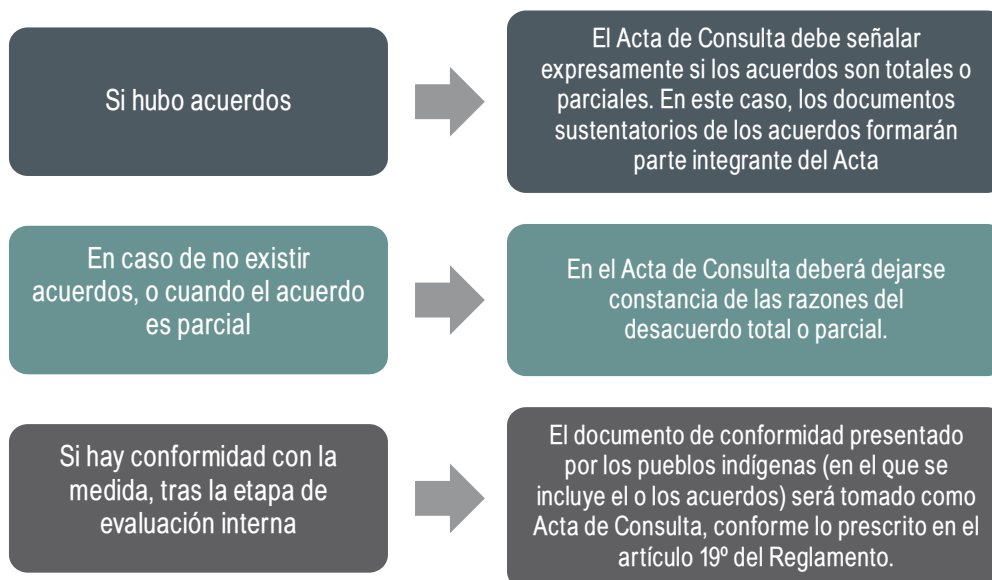 Si hubo acuerdos
El Acta de Consulta debe señalar
expresamente si los acuerdos son totales o
parciales. En este caso, los documentos
sustentatorios de los acuerdos formarán
parte integrante del Acta
En caso de no existir
acuerdos, o cuando el acuerdo
es parcial
En el Acta de Consulta deberá dejarse
constancia de las razones del
desacuerdo total o parcial.
Si hay conformidad con la
medida, tras la etapa de
evaluación interna
El documento de conformidad presentado
por los pueblos indígenas (en el que se
incluye el o los acuerdos) será tomado como
Acta de Consulta, conforme lo prescrito en el
artículo 19º del Reglamento.